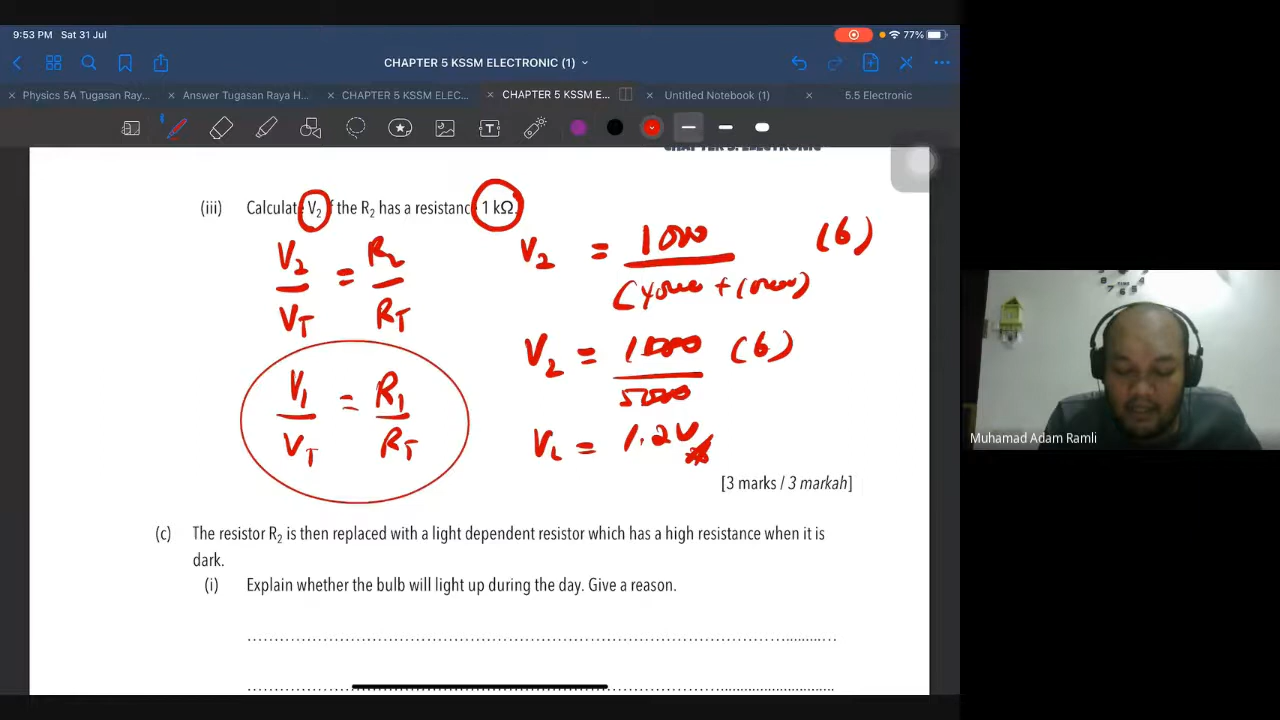 9:53 PM Sat 31 Jul
77%
CHAPTER 5 KSSM ELECTRONIC (1)
Physics 5A Tugasan Ray...
Answer Tugasan Raya H...
CHAPTER 5 KSSM ELEC...
CHAPTER 5 KSSM E...
Untitled Notebook (1)
5.5 Electronic
CHAPTER 5: ELECTRONIC
(iii) Calculate V2 if the R2 has a resistance 1 kΩ.
V2/VT = R2/RT
V1/VT = R1/RT
V2 = 1000/(4000 + 1000) (6)
V2 = 1000/5000 (6)
V2 = 1.2V
[3 marks / 3 markah]
(c) The resistor R2 is then replaced with a light dependent resistor which has a high resistance when it is
dark.
(i) Explain whether the bulb will light up during the day. Give a reason.
Muhamad Adam Ramli